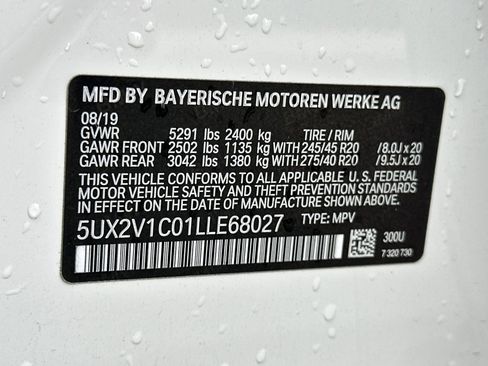 MFD BY BAYERISCHE MOTOREN WERKE AG
08/19
GVWR 5291 lbs 2400 kg TIRE / RIM
GAWR FRONT 2502 lbs 1135 kg WITH 245/45 R20 /8.0J x 20
GAWR REAR 3042 lbs 1380 kg WITH 275/40 R20 /9.5J x 20
THIS VEHICLE CONFORMS TO ALL APPLICABLE U. S. FEDERAL
MOTOR VEHICLE SAFETY AND THEFT PREVENTION STANDARDS
IN EFFECT ON THE DATE OF MANUFACTURE SHOWN ABOVE.
5UX2V1C01LLE68027 TYPE: MPV
300U
7 320 730